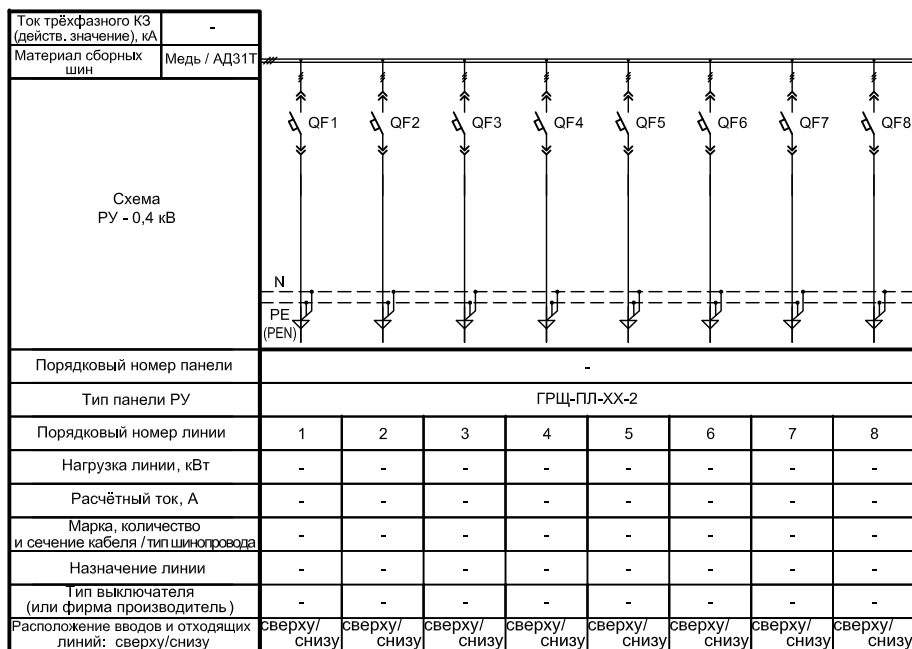 Ток трёхфазного КЗ
(действ. значение), кА
-
Материал сборных
шин
Медь / АД31Т
Схема
РУ - 0,4 кВ
QF1 QF2 QF3 QF4 QF5 QF6 QF7 QF8
N
PE
(PEN)
Порядковый номер панели -
Тип панели РУ ГРЩ-ПЛ-ХХ-2
Порядковый номер линии 1 2 3 4 5 6 7 8
Нагрузка линии, кВт - - - - - - - -
Расчётный ток, А - - - - - - - -
Марка, количество
и сечение кабеля / тип шинопровода - - - - - - - -
Назначение линии - - - - - - - -
Тип выключателя
(или фирма производитель) - - - - - - - -
Расположение вводов и отходящих сверху/ сверху/ сверху/ сверху/ сверху/ сверху/ сверху/ сверху/
линий: сверху/снизу снизу снизу снизу снизу снизу снизу снизу снизу